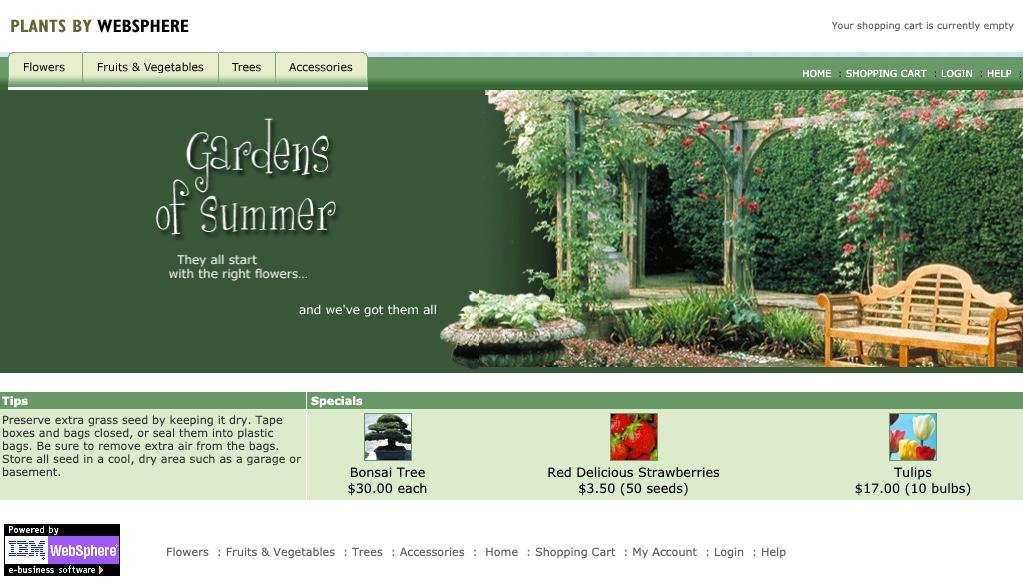 PLANTS BY WEBSPHERE
Your shopping cart is currently empty
Flowers Fruits & Vegetables Trees Accessories
HOME : SHOPPING CART : LOGIN : HELP :
Gardens
of Summer
They all start
with the right flowers...
and we've got them all
Tips
Preserve extra grass seed by keeping it dry. Tape
boxes and bags closed, or seal them into plastic
bags. Be sure to remove extra air from the bags.
Store all seed in a cool, dry area such as a garage or
basement.
Specials
Bonsai Tree
$30.00 each
Red Delicious Strawberries
$3.50 (50 seeds)
Tulips
$17.00 (10 bulbs)
Powered by
IBM WebSphere
e-business software
Flowers : Fruits & Vegetables : Trees : Accessories : Home : Shopping Cart : My Account : Login : Help